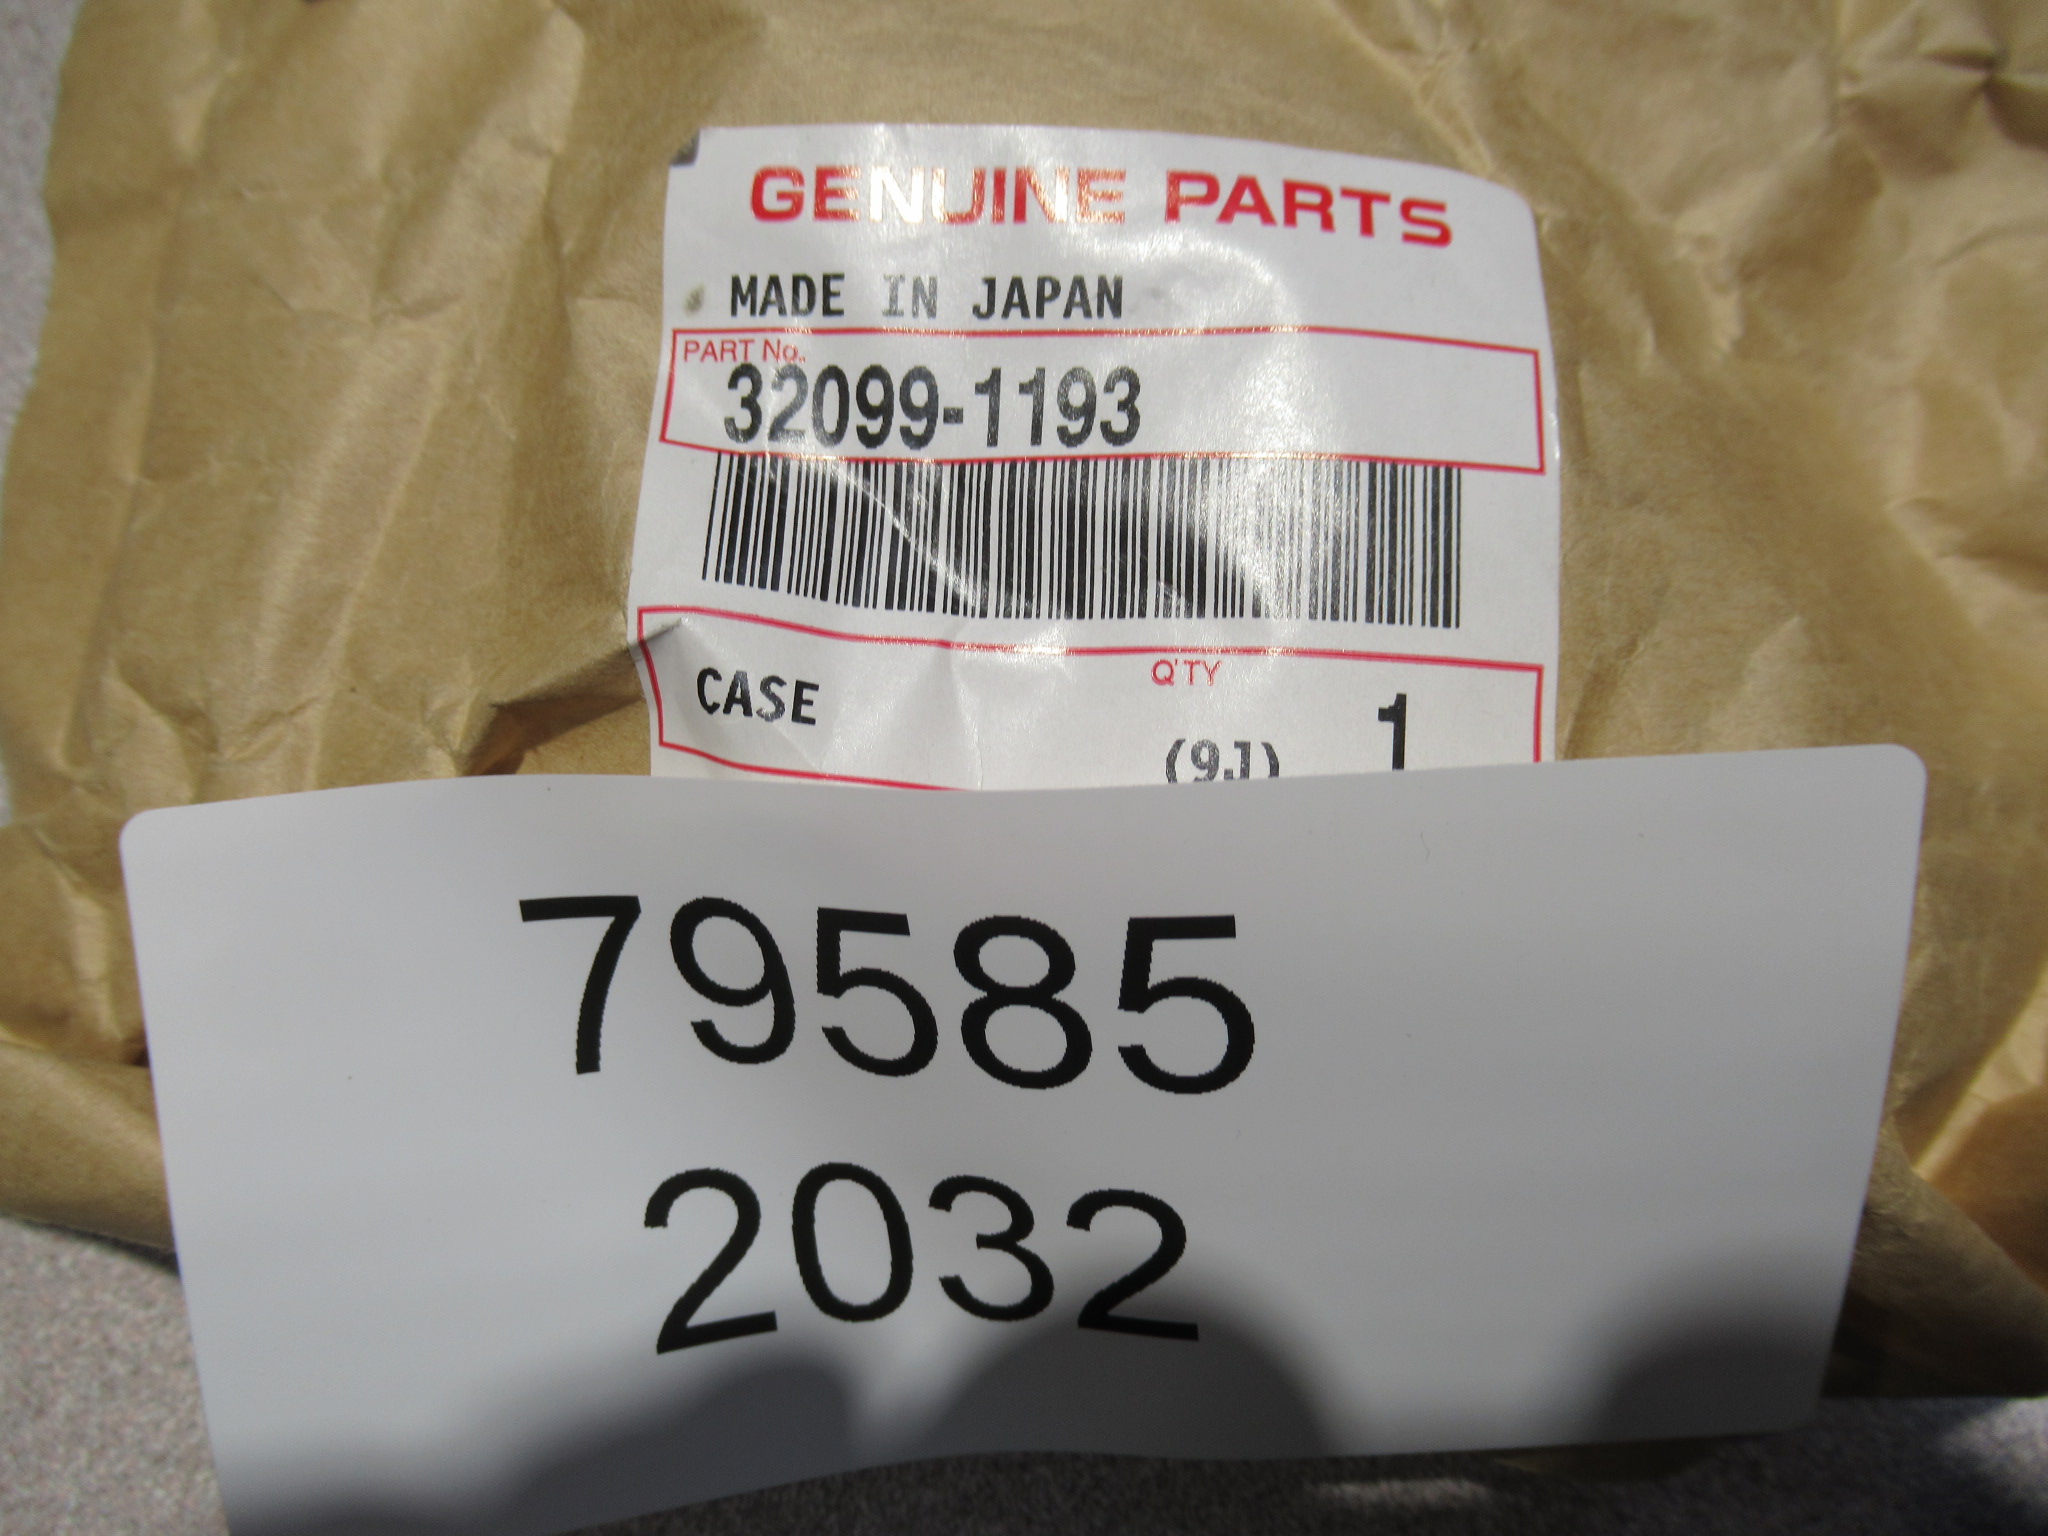 GENUINE PARTS
MADE IN JAPAN
PART No.
32099-1193
Q'TY
CASE
(9J) 1
79585
2032